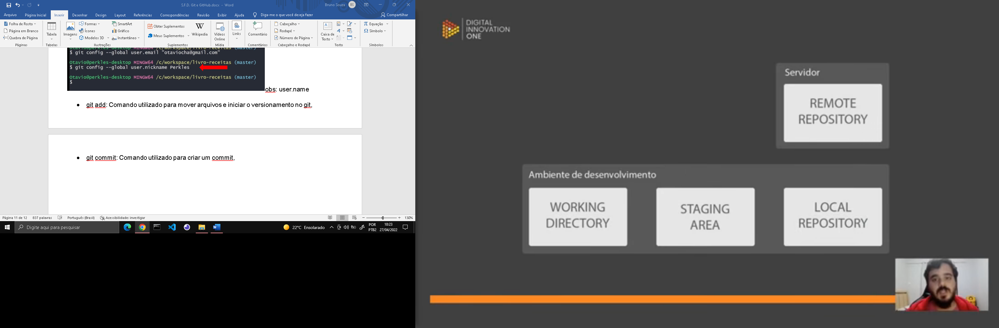 S.F.D. Git e GitHub.docx - Word
Bruno Souza
BS
Arquivo Página Inicial Inserir Desenhar Design Layout Referências Correspondências Revisão Exibir Ajuda Diga-me o que você deseja fazer Compartilhar
Folha de Rosto
Página em Branco
Quebra de Página
Páginas
Tabela
Tabelas
Imagens
Formas
Ícones
Modelos 3D
SmartArt
Gráfico
Instantâneo
Ilustrações
Obter Suplementos
Meus Suplementos
W
Wikipedia
Suplementos
Vídeos
Online
Mídia
Links
Comentário
Comentários
Cabeçalho
Rodapé
Número de Página
Cabeçalho e Rodapé
Caixa de
Texto
Texto
π Equação
Ω Símbolo
Símbolos
Otavio@perkles-desktop MINGW64 /c/workspace/livro-receitas (master)
$ git config --global user.email "otaviocha@gmail.com"
Otavio@perkles-desktop MINGW64 /c/workspace/livro-receitas (master)
$ git config --global user.nickname Perkles
Otavio@perkles-desktop MINGW64 /c/workspace/livro-receitas (master)
$
obs: user.name
• git add: Comando utilizado para mover arquivos e iniciar o versionamento no git,
• git commit: Comando utilizado para criar um commit,
Página 11 de 12 837 palavras Português (Brasil) Acessibilidade: investigar
130%
Digite aqui para pesquisar
22°C Ensolarado
POR
PTB2
10:23
27/04/2022
DIGITAL
INNOVATION
ONE
Servidor
REMOTE
REPOSITORY
Ambiente de desenvolvimento
WORKING
DIRECTORY
STAGING
AREA
LOCAL
REPOSITORY